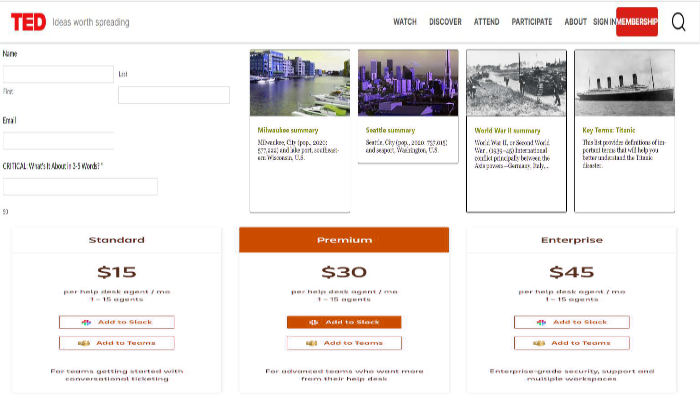 TED ideas worth spreading WATCH DISCOVER ATTEND PARTICIPATE ABOUT SIGN IN MEMBERSHIP
Name
Last
First
Email
CRITICAL: What's It About In 2-5 Words? *
50
Milwaukee summary
Milwaukee, City (pop., 2020:
577,222) and lake port, southeast-
ern Wisconsin, U.S.
Seattle summary
Seattle, City (pop., 2020: 737,015)
and seaport, Washington, U.S.
World War II summary
World War II, or Second World
War , (1939–45) International
conflict principally between the
Axis powers—Germany, Italy,...
Key Terms: Titanic
This list provides definitions of im-
portant terms that will help you
better understand the Titanic
disaster.
Standard
$15
per help desk agent / mo
1 – 15 agents
Add to Slack
Add to Teams
For teams getting started with
conversational ticketing
Premium
$30
per help desk agent / mo
1 – 15 agents
Add to Slack
Add to Teams
For advanced teams who want more
from their help desk
Enterprise
$45
per help desk agent / mo
1 – 15 agents
Add to Slack
Add to Teams
Enterprise-grade security, support and
multiple workspaces